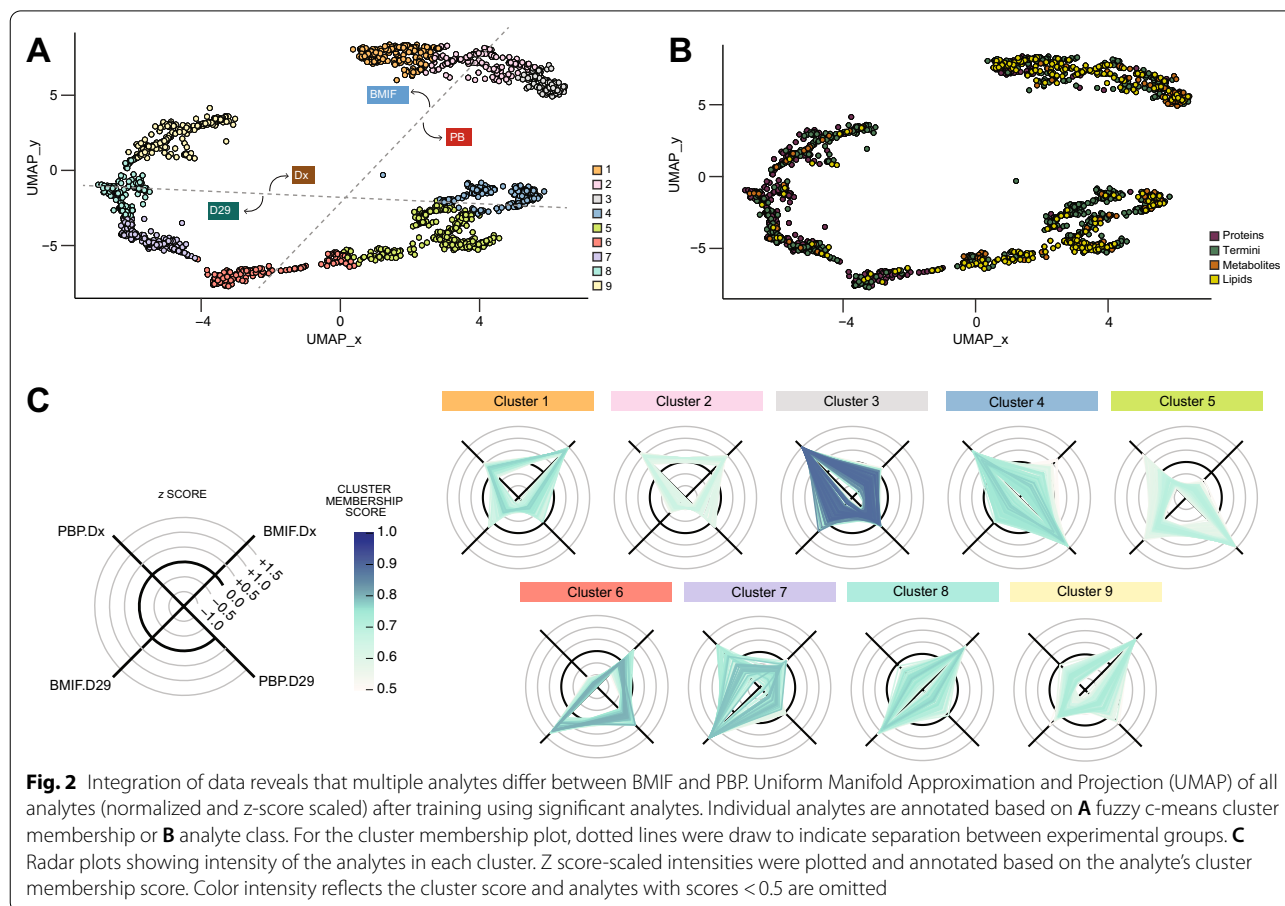 A
5
0
−5
UMAP_y
−4
0
4
UMAP_x
BMIF
PB
Dx
D29
1
2
3
4
5
6
7
8
9
B
5
0
−5
UMAP_y
−4
0
4
UMAP_x
Proteins
Termini
Metabolites
Lipids
C
z SCORE
PBP.Dx
BMIF.Dx
+1.5
+1.0
+0.5
0.0
−0.5
−1.0
BMIF.D29
PBP.D29
CLUSTER
MEMBERSHIP
SCORE
1.0
0.9
0.8
0.7
0.6
0.5
Cluster 1
Cluster 2
Cluster 3
Cluster 4
Cluster 5
Cluster 6
Cluster 7
Cluster 8
Cluster 9
Fig. 2 Integration of data reveals that multiple analytes differ between BMIF and PBP. Uniform Manifold Approximation and Projection (UMAP) of all
analytes (normalized and z-score scaled) after training using significant analytes. Individual analytes are annotated based on A fuzzy c-means cluster
membership or B analyte class. For the cluster membership plot, dotted lines were draw to indicate separation between experimental groups. C
Radar plots showing intensity of the analytes in each cluster. Z score-scaled intensities were plotted and annotated based on the analyte's cluster
membership score. Color intensity reflects the cluster score and analytes with scores < 0.5 are omitted